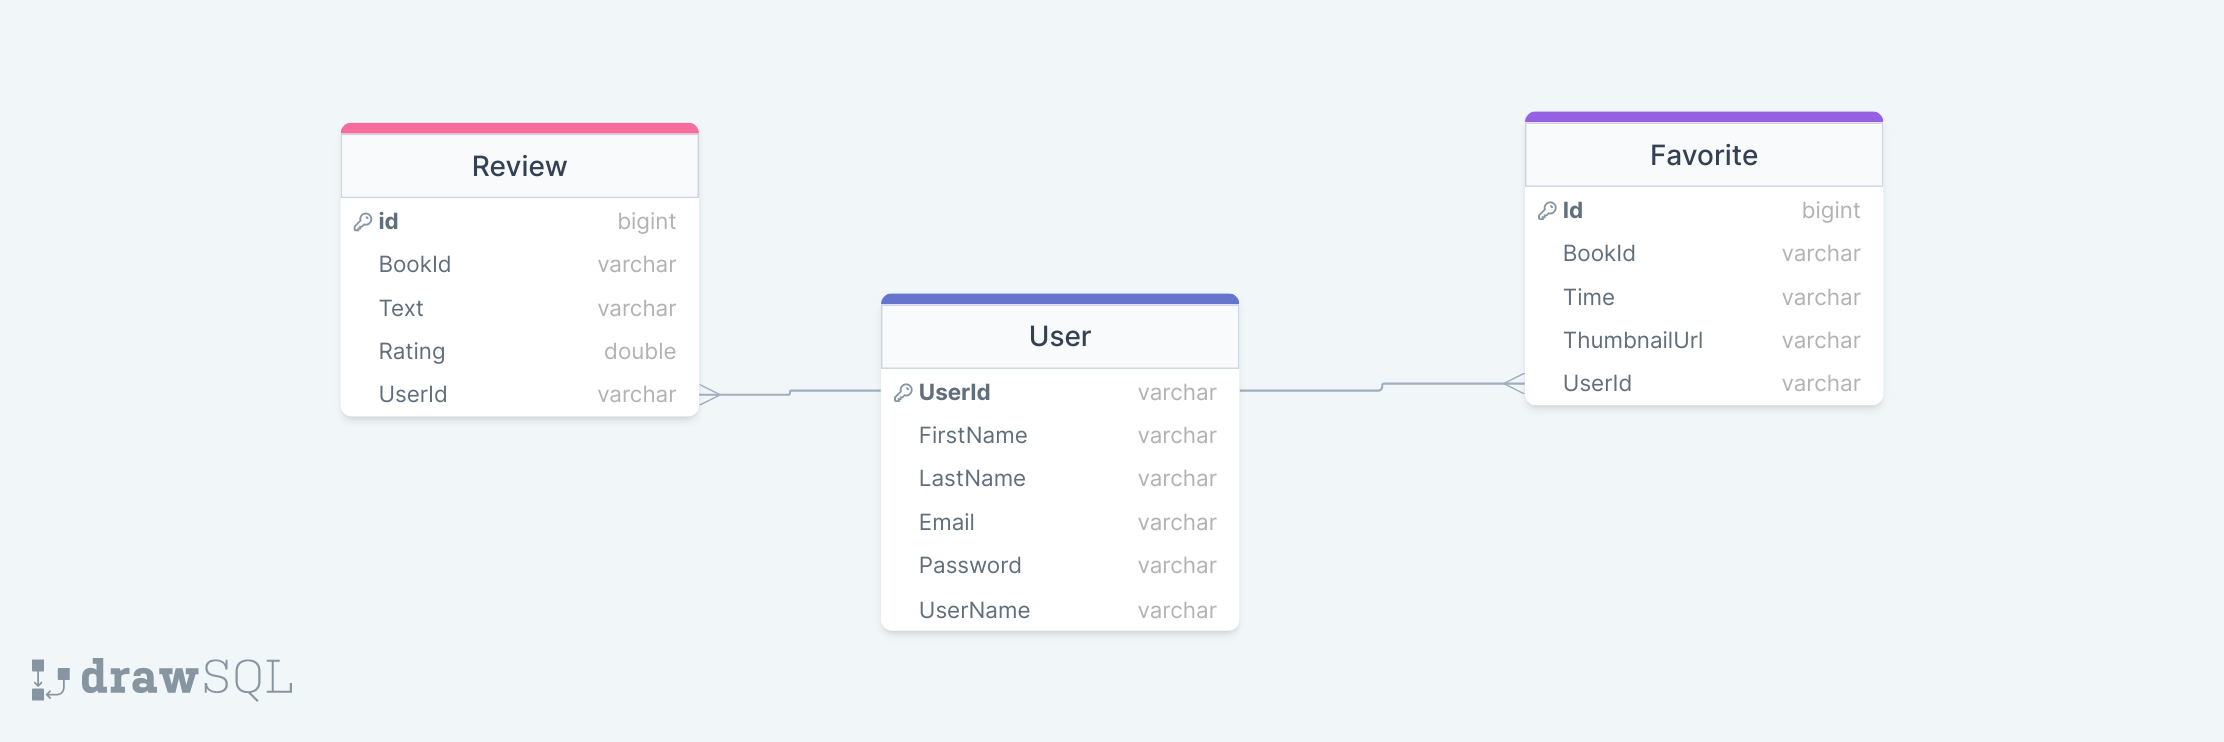 Review
id bigint
BookId varchar
Text varchar
Rating double
UserId varchar
User
UserId varchar
FirstName varchar
LastName varchar
Email varchar
Password varchar
UserName varchar
Favorite
Id bigint
BookId varchar
Time varchar
ThumbnailUrl varchar
UserId varchar
drawSQL